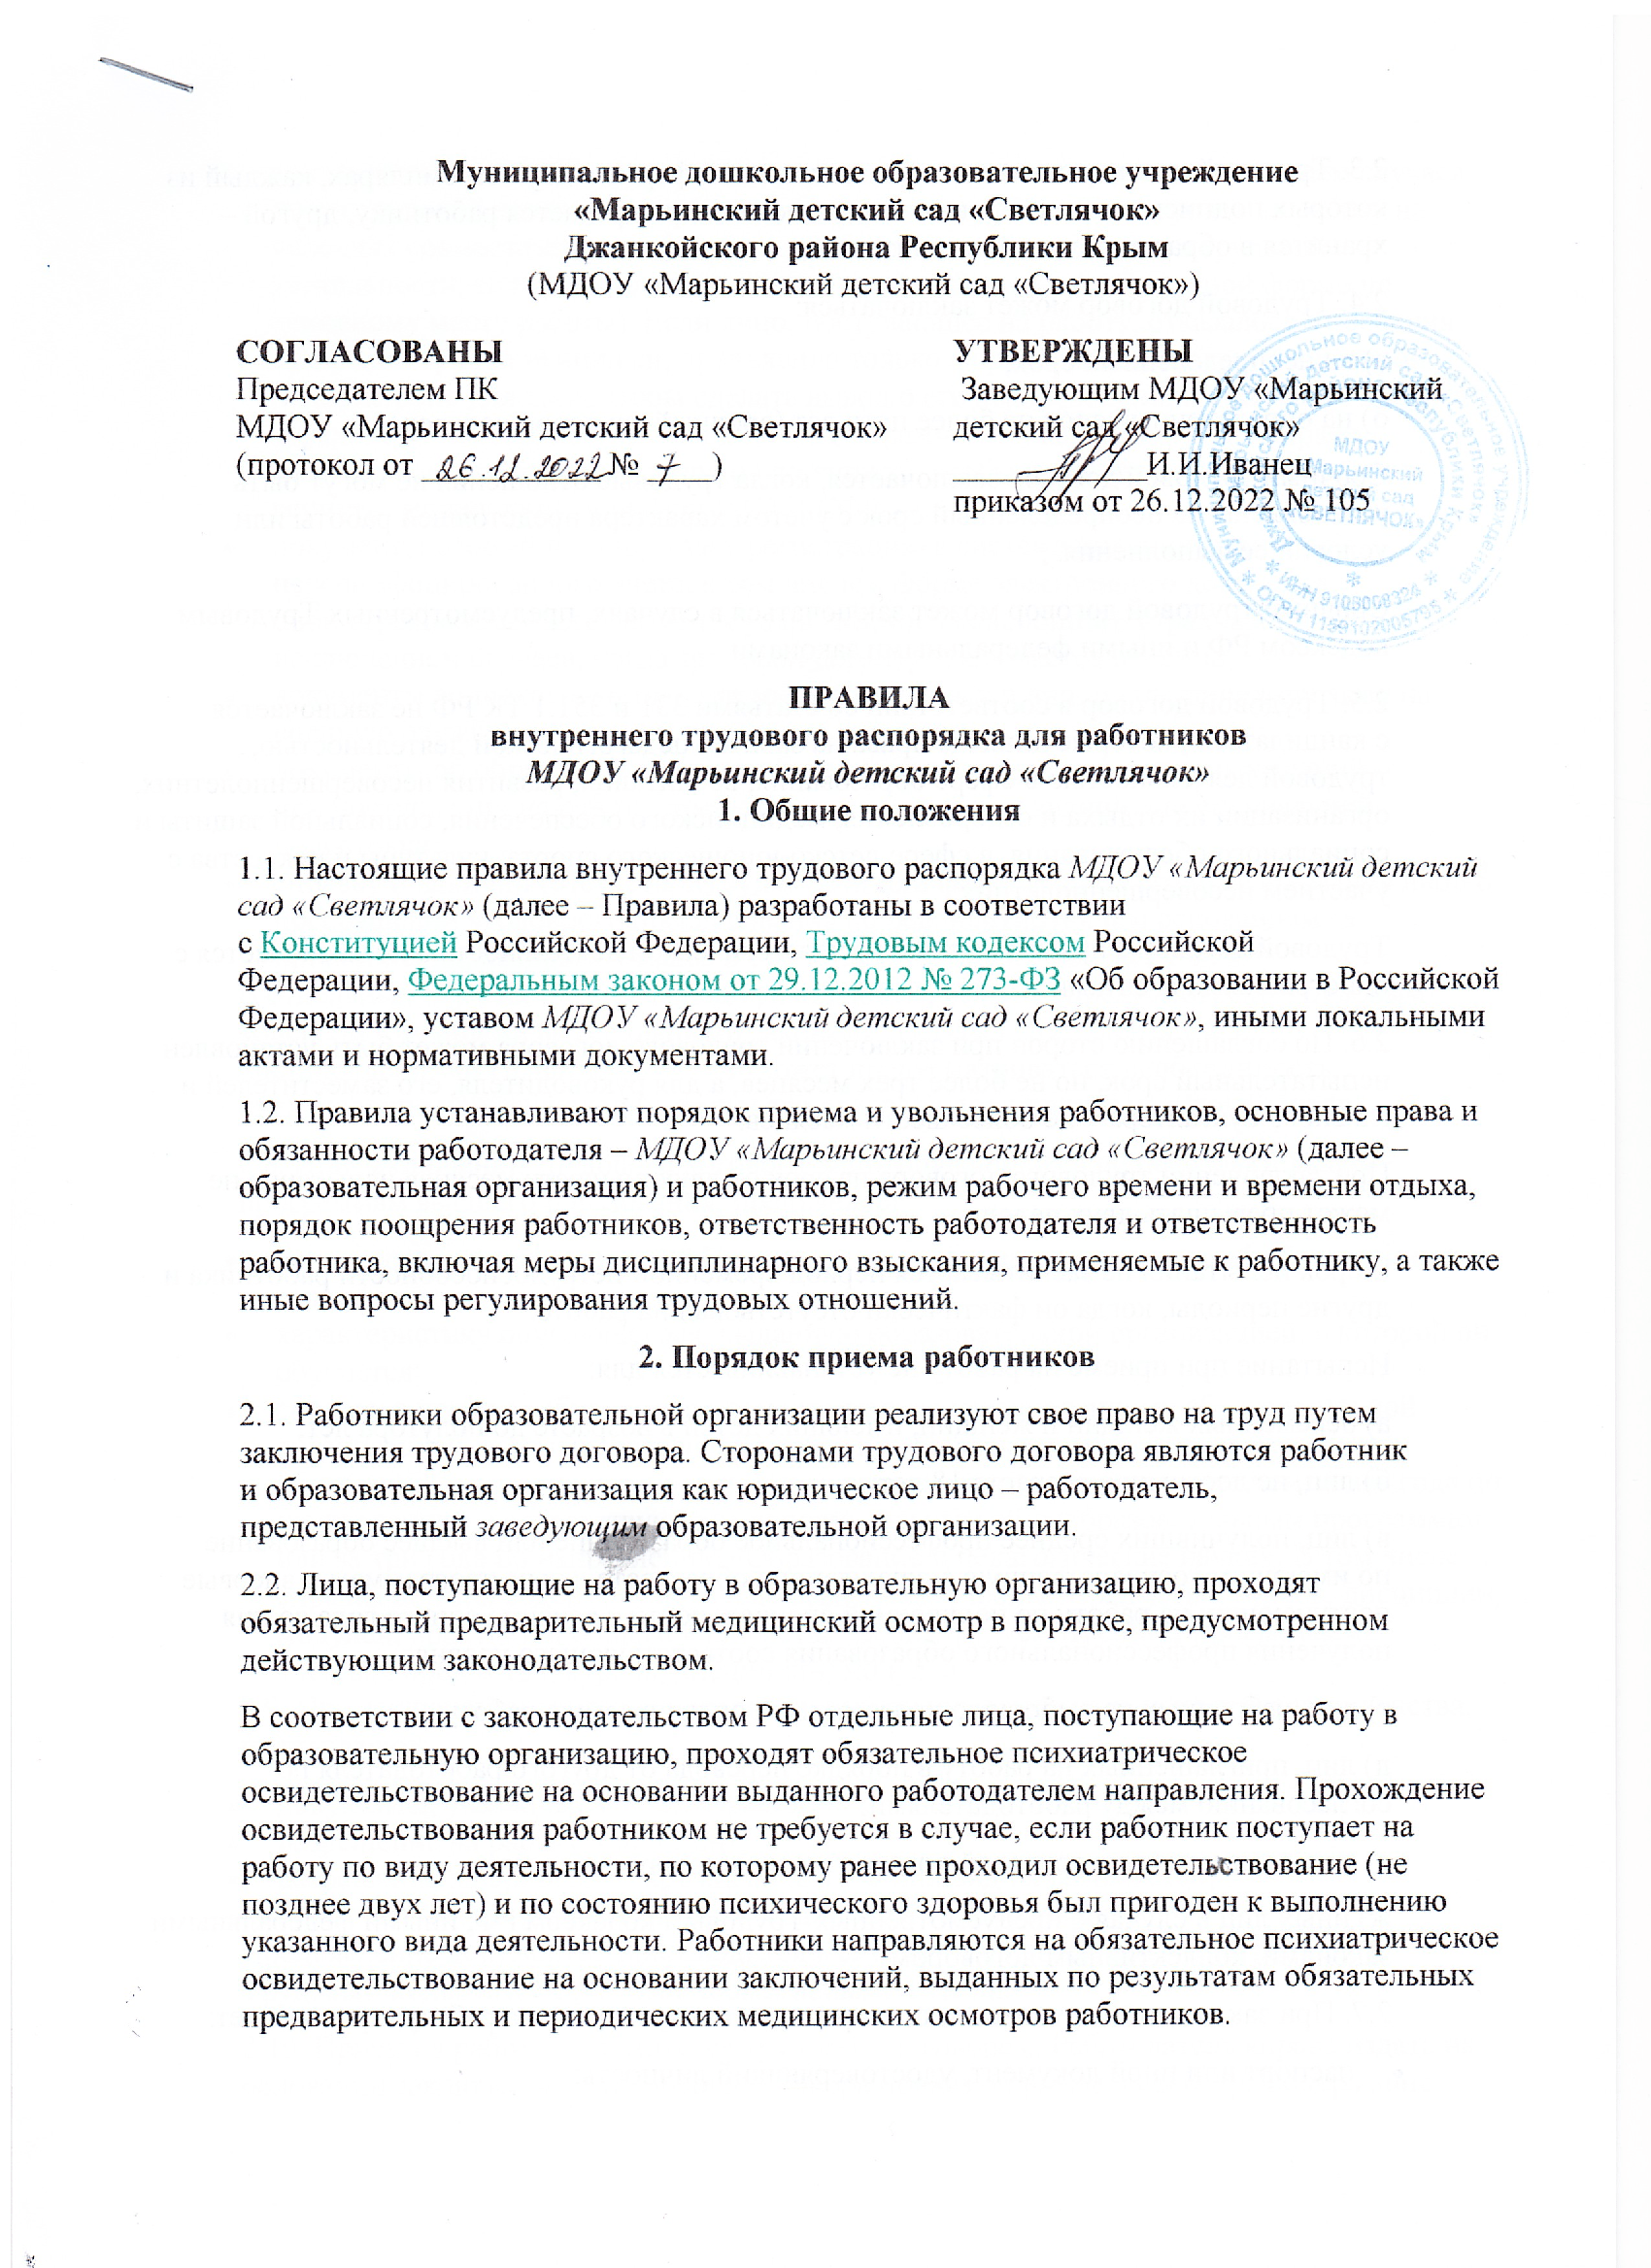 Муниципальное дошкольное образовательное учреждение
«Марьинский детский сад «Светлячок»
Джанкойского района Республики Крым
(МДОУ «Марьинский детский сад «Светлячок»)
СОГЛАСОВАНЫ
Председателем ПК
МДОУ «Марьинский детский сад «Светлячок»
(протокол от 26.12.2022 № 7)
УТВЕРЖДЕНЫ
Заведующим МДОУ «Марьинский
детский сад «Светлячок»
И.И.Иванец
приказом от 26.12.2022 № 105
МДОУ
«Марьинский
детский сад
«СВЕТЛЯЧОК»
ПРАВИЛА
внутреннего трудового распорядка для работников
МДОУ «Марьинский детский сад «Светлячок»
1. Общие положения
1.1. Настоящие правила внутреннего трудового распорядка МДОУ «Марьинский детский
сад «Светлячок» (далее – Правила) разработаны в соответствии
с Конституцией Российской Федерации, Трудовым кодексом Российской
Федерации, Федеральным законом от 29.12.2012 № 273-ФЗ «Об образовании в Российской
Федерации», уставом МДОУ «Марьинский детский сад «Светлячок», иными локальными
актами и нормативными документами.
1.2. Правила устанавливают порядок приема и увольнения работников, основные права и
обязанности работодателя – МДОУ «Марьинский детский сад «Светлячок» (далее –
образовательная организация) и работников, режим рабочего времени и времени отдыха,
порядок поощрения работников, ответственность работодателя и ответственность
работника, включая меры дисциплинарного взыскания, применяемые к работнику, а также
иные вопросы регулирования трудовых отношений.
2. Порядок приема работников
2.1. Работники образовательной организации реализуют свое право на труд путем
заключения трудового договора. Сторонами трудового договора являются работник
и образовательная организация как юридическое лицо – работодатель,
представленный заведующим образовательной организации.
2.2. Лица, поступающие на работу в образовательную организацию, проходят
обязательный предварительный медицинский осмотр в порядке, предусмотренном
действующим законодательством.
В соответствии с законодательством РФ отдельные лица, поступающие на работу в
образовательную организацию, проходят обязательное психиатрическое
освидетельствование на основании выданного работодателем направления. Прохождение
освидетельствования работником не требуется в случае, если работник поступает на
работу по виду деятельности, по которому ранее проходил освидетельствование (не
позднее двух лет) и по состоянию психического здоровья был пригоден к выполнению
указанного вида деятельности. Работники направляются на обязательное психиатрическое
освидетельствование на основании заключений, выданных по результатам обязательных
предварительных и периодических медицинских осмотров работников.